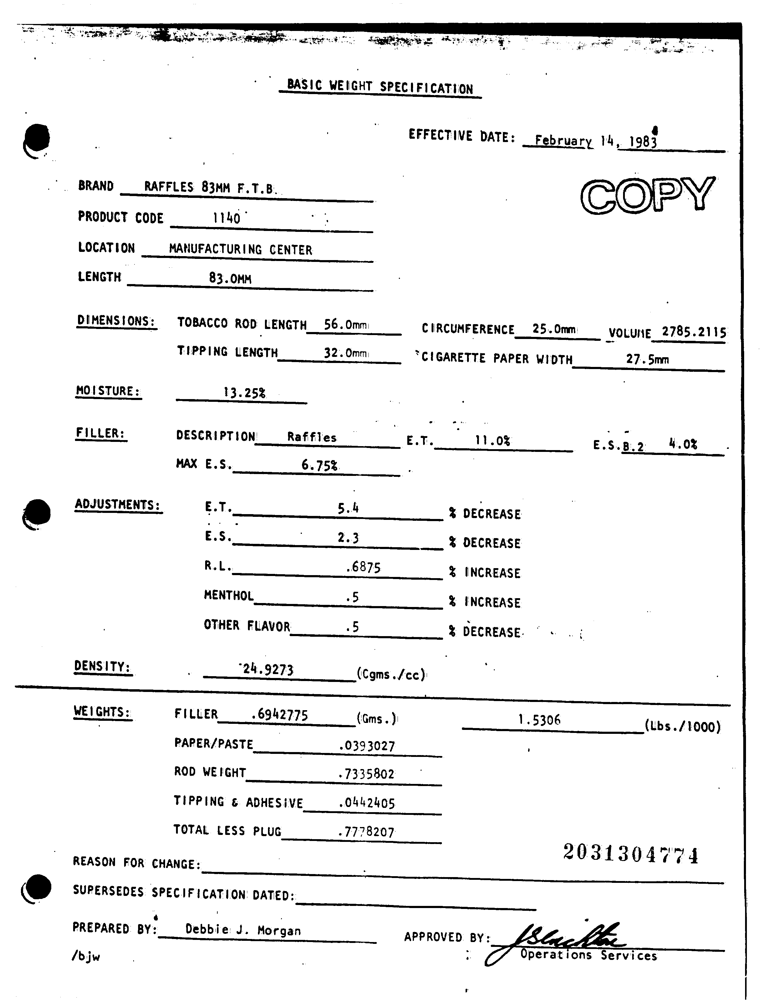 BASIC WEIGHT SPECIFICATION
EFFECTIVE DATE: February 14, 1983
COPY
BRAND RAFFLES 83MM F.T.B.
PRODUCT CODE 1140
LOCATION MANUFACTURING CENTER
LENGTH 83.0MM
DIMENSIONS: TOBACCO ROD LENGTH 56.0mm CIRCUMFERENCE 25.0mm VOLUME 2785.2115
TIPPING LENGTH 32.0mm CIGARETTE PAPER WIDTH 27.5mm
MOISTURE: 13.25%
FILLER: DESCRIPTION Raffles E.T. 11.0% E.S.B.2 4.0%
MAX E.S. 6.75%
ADJUSTMENTS: E.T. 5.4 % DECREASE
E.S. 2.3 % DECREASE
R.L. .6875 % INCREASE
MENTHOL .5 % INCREASE
OTHER FLAVOR .5 % DECREASE
DENSITY: 24.9273 (Cgms./cc)
WEIGHTS: FILLER .6942775 (Gms.) 1.5306 (Lbs./1000)
PAPER/PASTE .0393027
ROD WEIGHT .7335802
TIPPING & ADHESIVE .0442405
TOTAL LESS PLUG .7778207
2031304774
REASON FOR CHANGE:
SUPERSEDES SPECIFICATION DATED:
PREPARED BY: Debbie J. Morgan APPROVED BY:
/bjw Operations Services